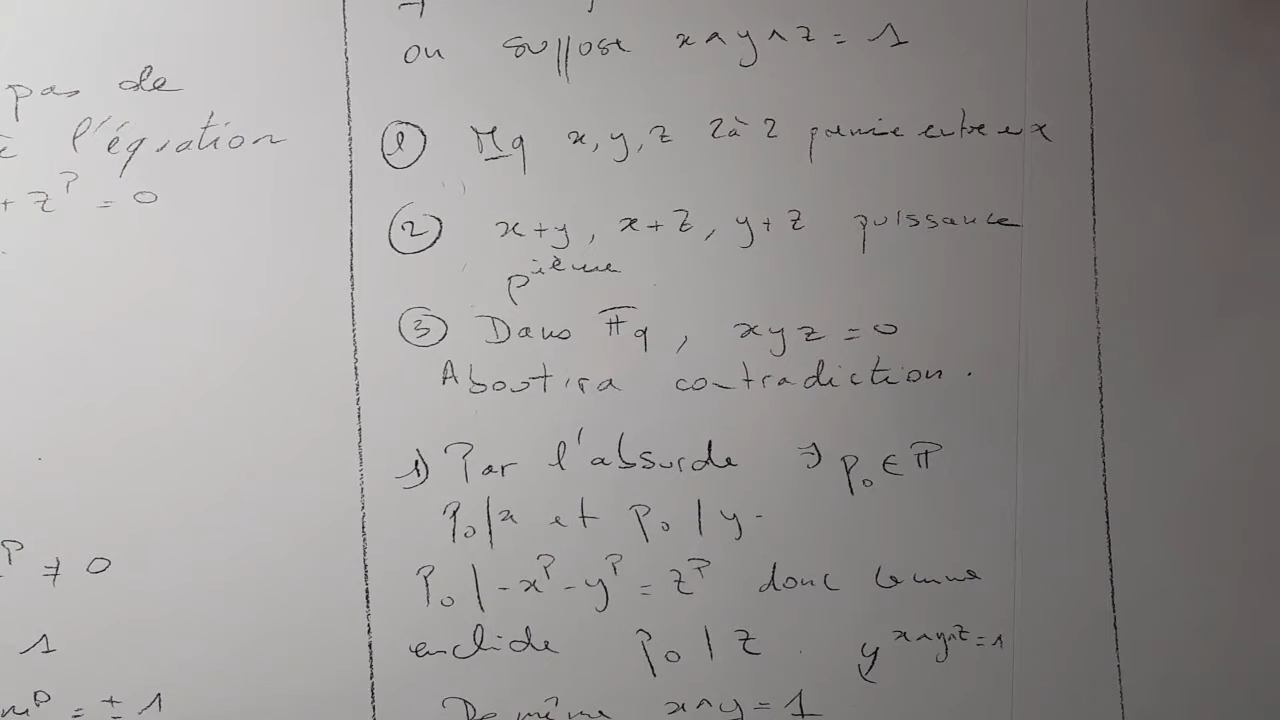 pas de
l'équation
+ z^p = 0
^p ≠ 0
1
m^p = ± 1
on suppose x∧y∧z = 1
① Mq x, y, z 2 à 2 premie entre eux
② x+y, x+z, y+z puissance
p^ième
③ Dans 𝔽q, xyz = 0
Aboutira contradiction.
1) Par l'absurde ∃ p₀ ∈ ℙ
p₀|x et p₀|y.
p₀|-x^p-y^p = z^p donc lemme
euclide p₀|z. x∧y∧z=1
De même x∧y = 1